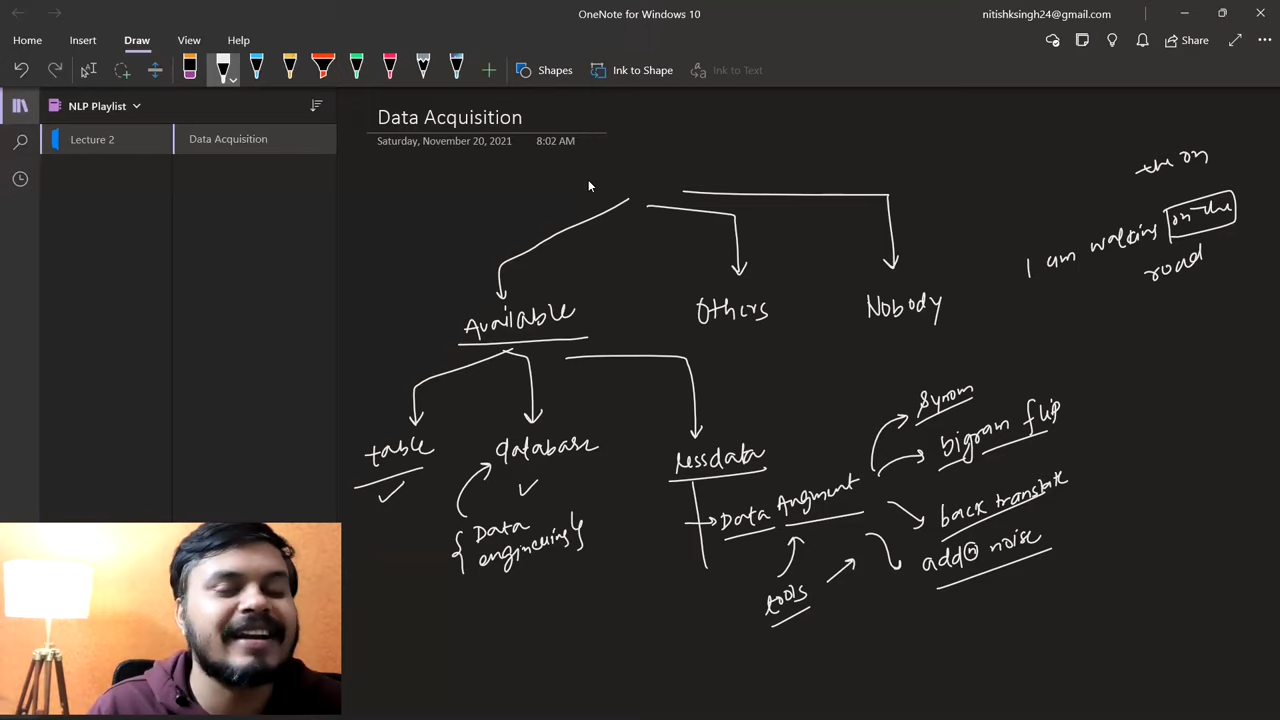 OneNote for Windows 10
nitishksingh24@gmail.com
Home
Insert
Draw
View
Help
Share
Shapes
Ink to Shape
Ink to Text
NLP Playlist
Lecture 2
Data Acquisition
Data Acquisition
Saturday, November 20, 2021
8:02 AM
the on
I am walking on the
road
Available
Others
Nobody
table
database
less data
Data
engineering
Data Augment
tools
Synom
bigram flip
back translate
addn noise